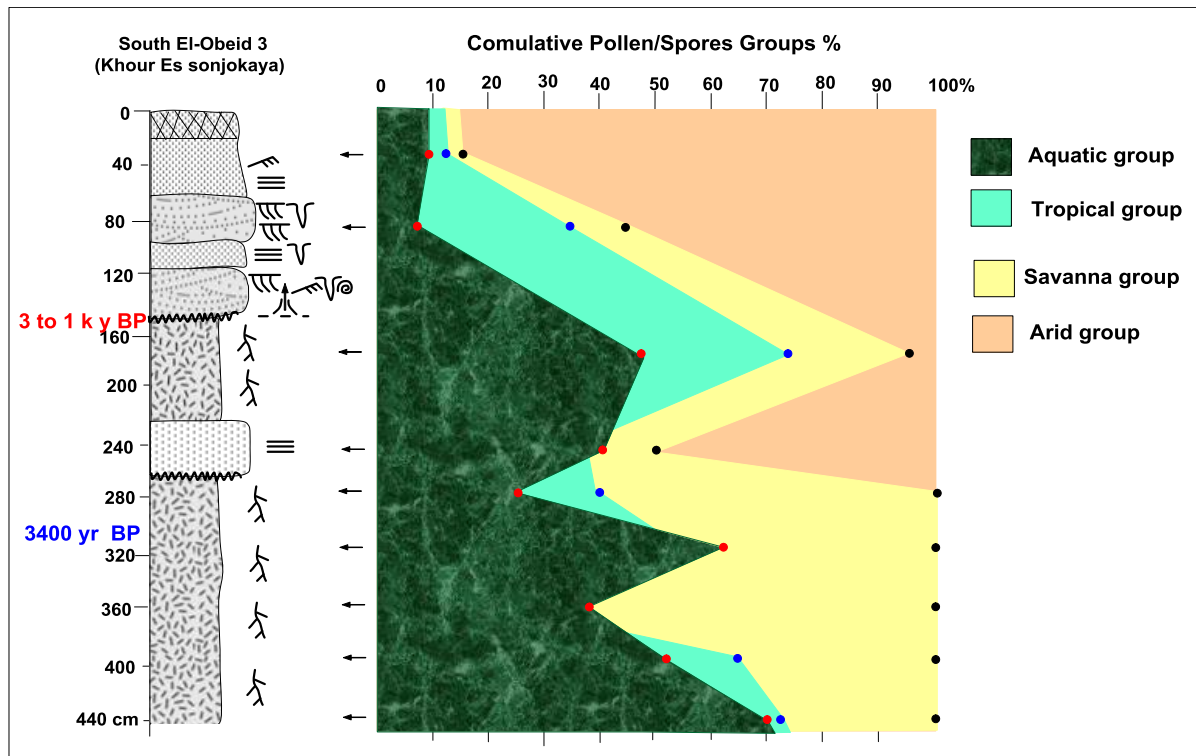 South El-Obeid 3
(Khour Es sonjokaya)
Comulative Pollen/Spores Groups %
0 10 20 30 40 50 60 70 80 90 100%
0
40
80
120
3 to 1 k y BP
160
200
240
280
3400 yr BP
320
360
400
440 cm
Aquatic group
Tropical group
Savanna group
Arid group